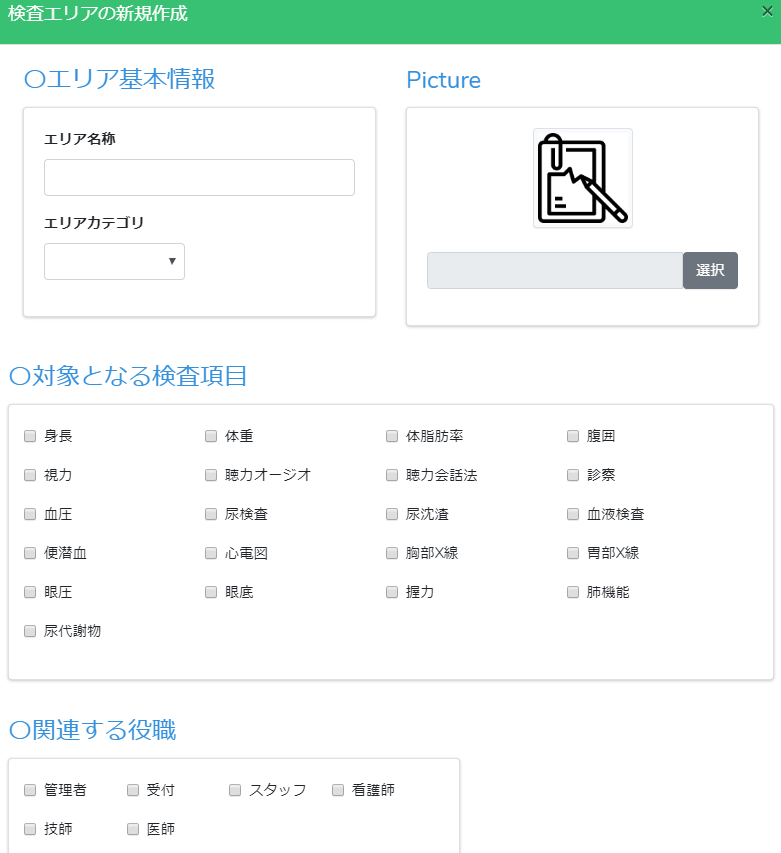 検査エリアの新規作成 ×
〇エリア基本情報
エリア名称
エリアカテゴリ
Picture
選択
〇対象となる検査項目
身長 体重 体脂肪率 腹囲
視力 聴力オージオ 聴力会話法 診察
血圧 尿検査 尿沈渣 血液検査
便潜血 心電図 胸部X線 胃部X線
眼圧 眼底 握力 肺機能
尿代謝物
〇関連する役職
管理者 受付 スタッフ 看護師
技師 医師